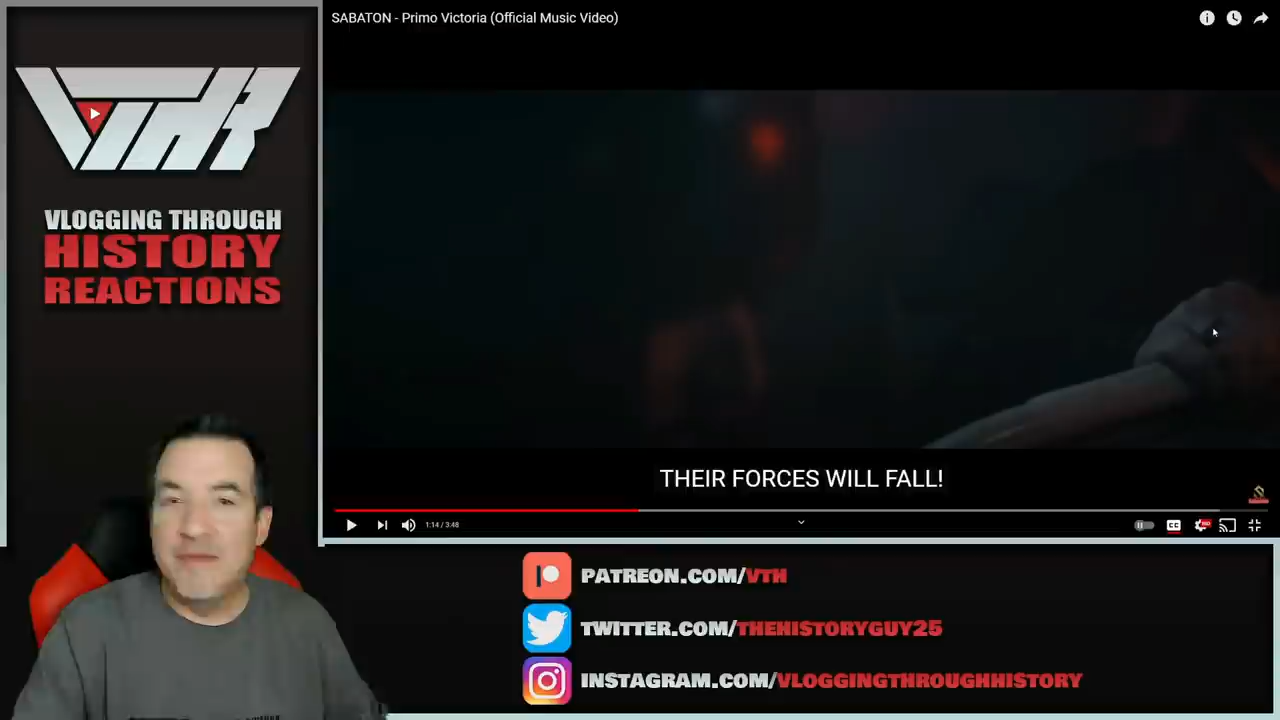 SABATON - Primo Victoria (Official Music Video)
VTH
VLOGGING THROUGH
HISTORY
REACTIONS
THEIR FORCES WILL FALL!
1:14 / 3:48
CC
PATREON.COM/VTH
TWITTER.COM/THEHISTORYGUY25
INSTAGRAM.COM/VLOGGINGTHROUGHHISTORY